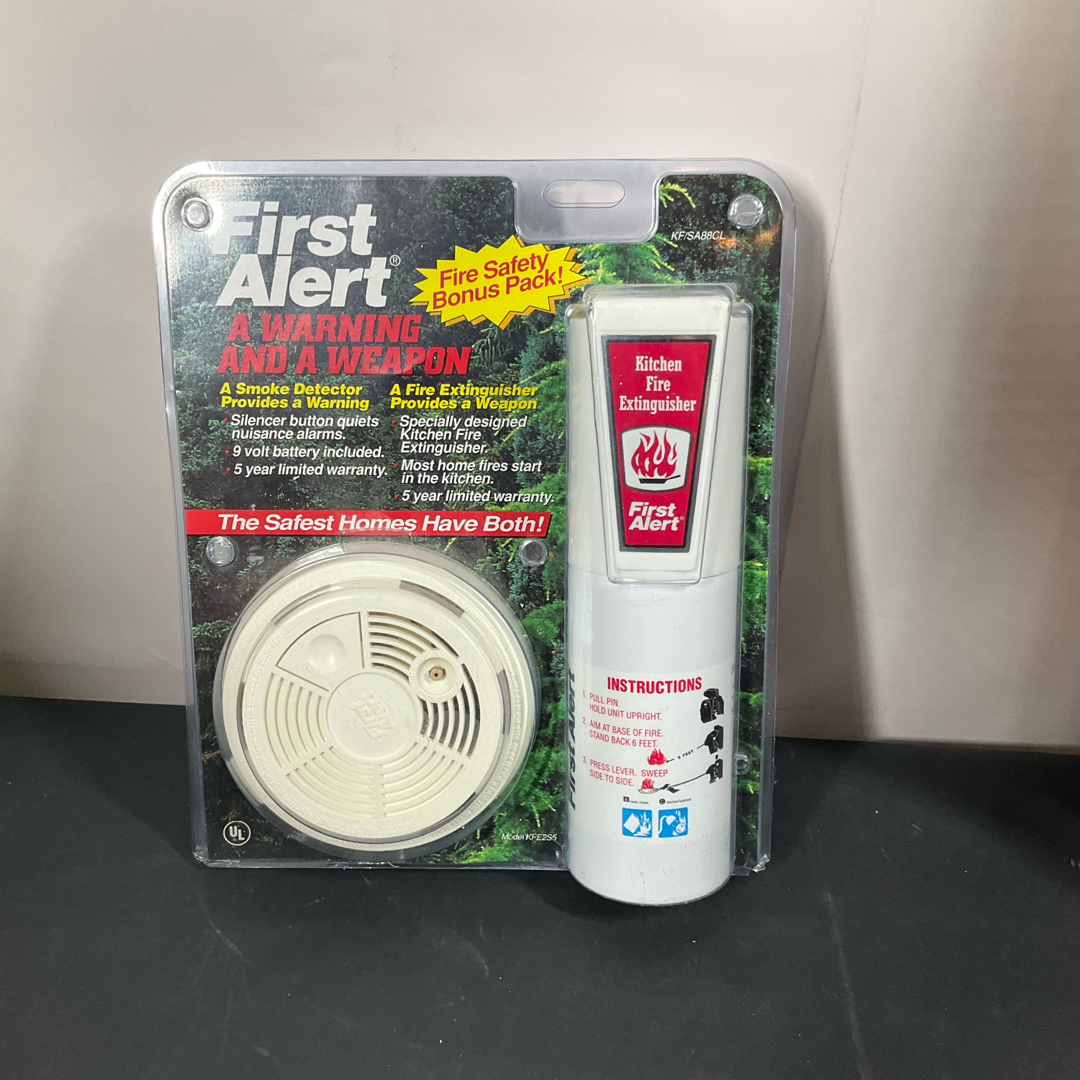 First
Alert®
KF/SA88CL
Fire Safety
Bonus Pack!
A WARNING
AND A WEAPON
A Smoke Detector
Provides a Warning
Silencer button quiets
nuisance alarms.
9 volt battery included.
5 year limited warranty.
A Fire Extinguisher
Provides a Weapon
Specially designed
Kitchen Fire
Extinguisher.
Most home fires start
in the kitchen.
5 year limited warranty.
The Safest Homes Have Both!
Kitchen
Fire
Extinguisher
First
Alert®
INSTRUCTIONS
1. PULL PIN.
HOLD UNIT UPRIGHT.
2. AIM AT BASE OF FIRE.
STAND BACK 6 FEET.
6 FEET
3. PRESS LEVER. SWEEP
SIDE TO SIDE.
First Alert
UL
Model KFE2S5